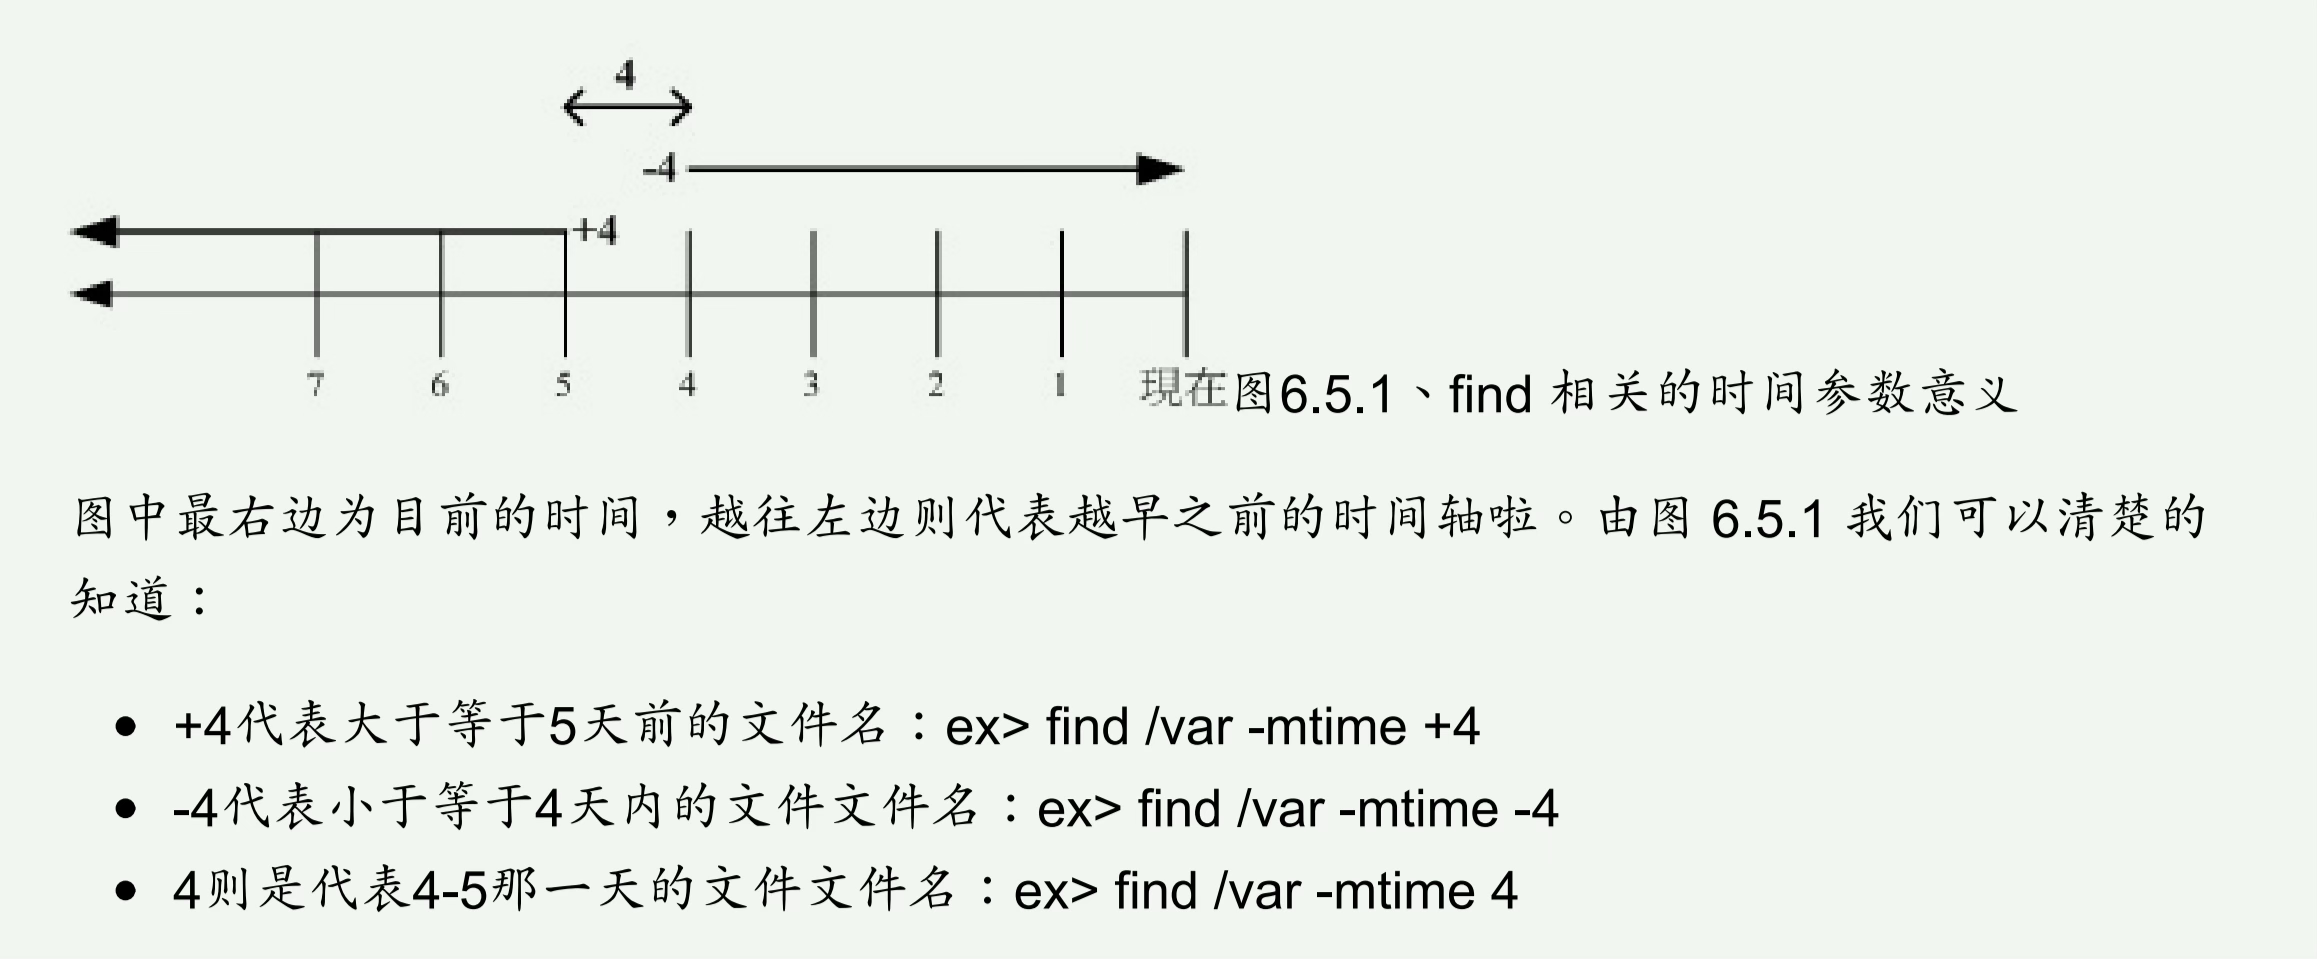 4
-4
+4
7 6 5 4 3 2 1 現在图6.5.1、find 相关的时间参数意义
图中最右边为目前的时间，越往左边则代表越早之前的时间轴啦。由图 6.5.1 我们可以清楚的
知道：
• +4代表大于等于5天前的文件名：ex> find /var -mtime +4
• -4代表小于等于4天内的文件文件名：ex> find /var -mtime -4
• 4则是代表4-5那一天的文件文件名：ex> find /var -mtime 4